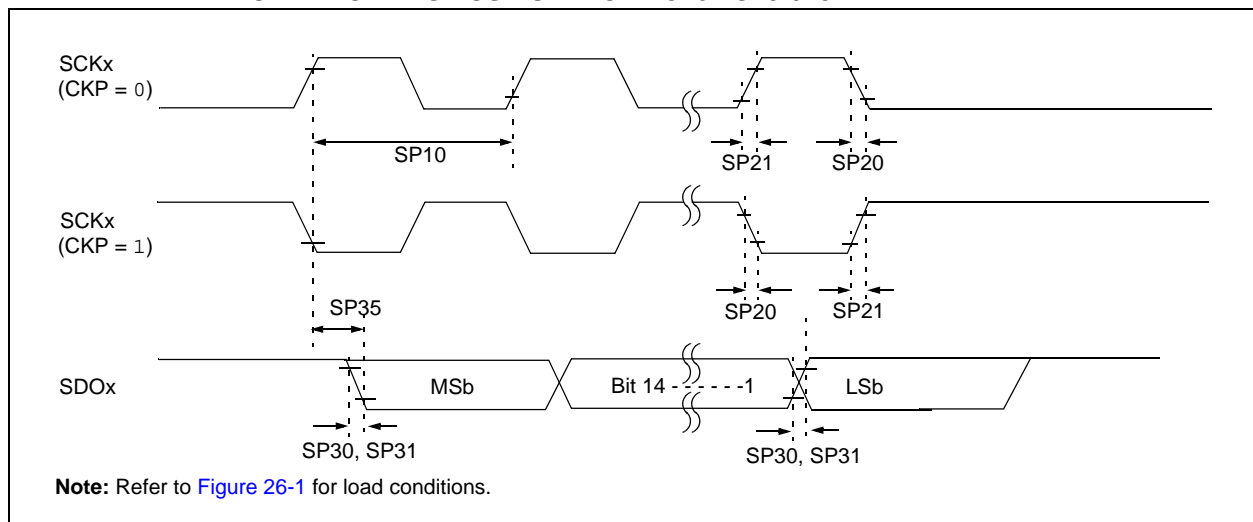 SCKx
(CKP = 0)
SP10
SP21
SP20
SCKx
(CKP = 1)
SP35
SP20
SP21
SDOx
MSb
Bit 14 - - - - - -1
LSb
SP30, SP31
SP30, SP31
Note: Refer to Figure 26-1 for load conditions.